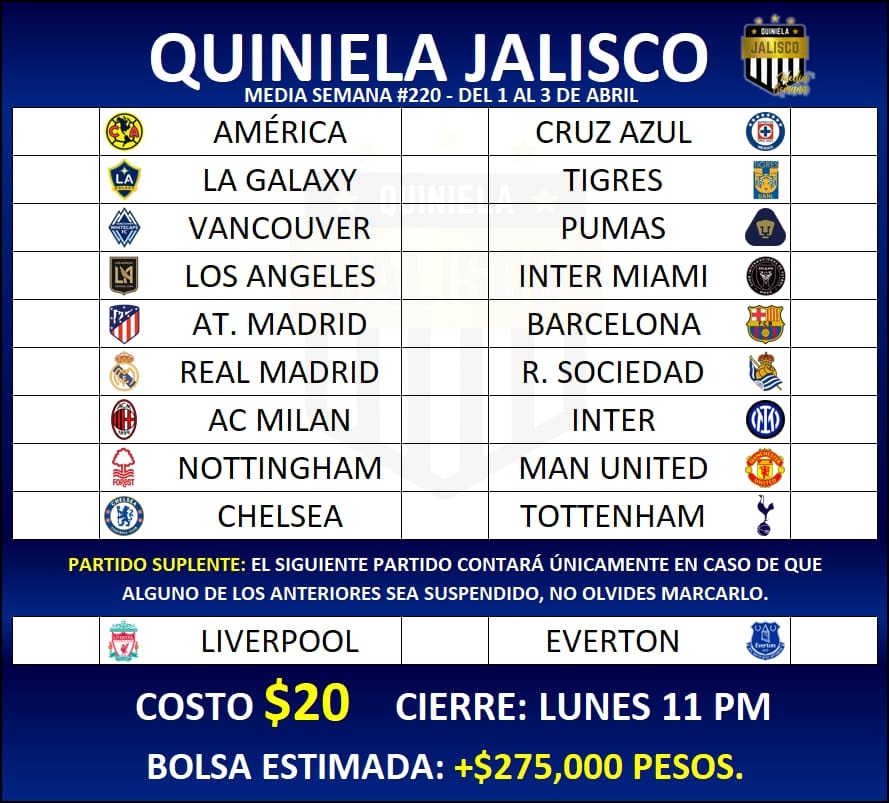 QUINIELA JALISCO
QUINIELA
JALISCO
Media
Semana
MEDIA SEMANA #220 - DEL 1 AL 3 DE ABRIL
AMÉRICA CRUZ AZUL
LA GALAXY TIGRES
VANCOUVER PUMAS
LOS ANGELES INTER MIAMI
AT. MADRID BARCELONA
REAL MADRID R. SOCIEDAD
AC MILAN INTER
NOTTINGHAM MAN UNITED
CHELSEA TOTTENHAM
PARTIDO SUPLENTE: EL SIGUIENTE PARTIDO CONTARÁ ÚNICAMENTE EN CASO DE QUE
ALGUNO DE LOS ANTERIORES SEA SUSPENDIDO, NO OLVIDES MARCARLO.
LIVERPOOL EVERTON
COSTO $20 CIERRE: LUNES 11 PM
BOLSA ESTIMADA: +$275,000 PESOS.